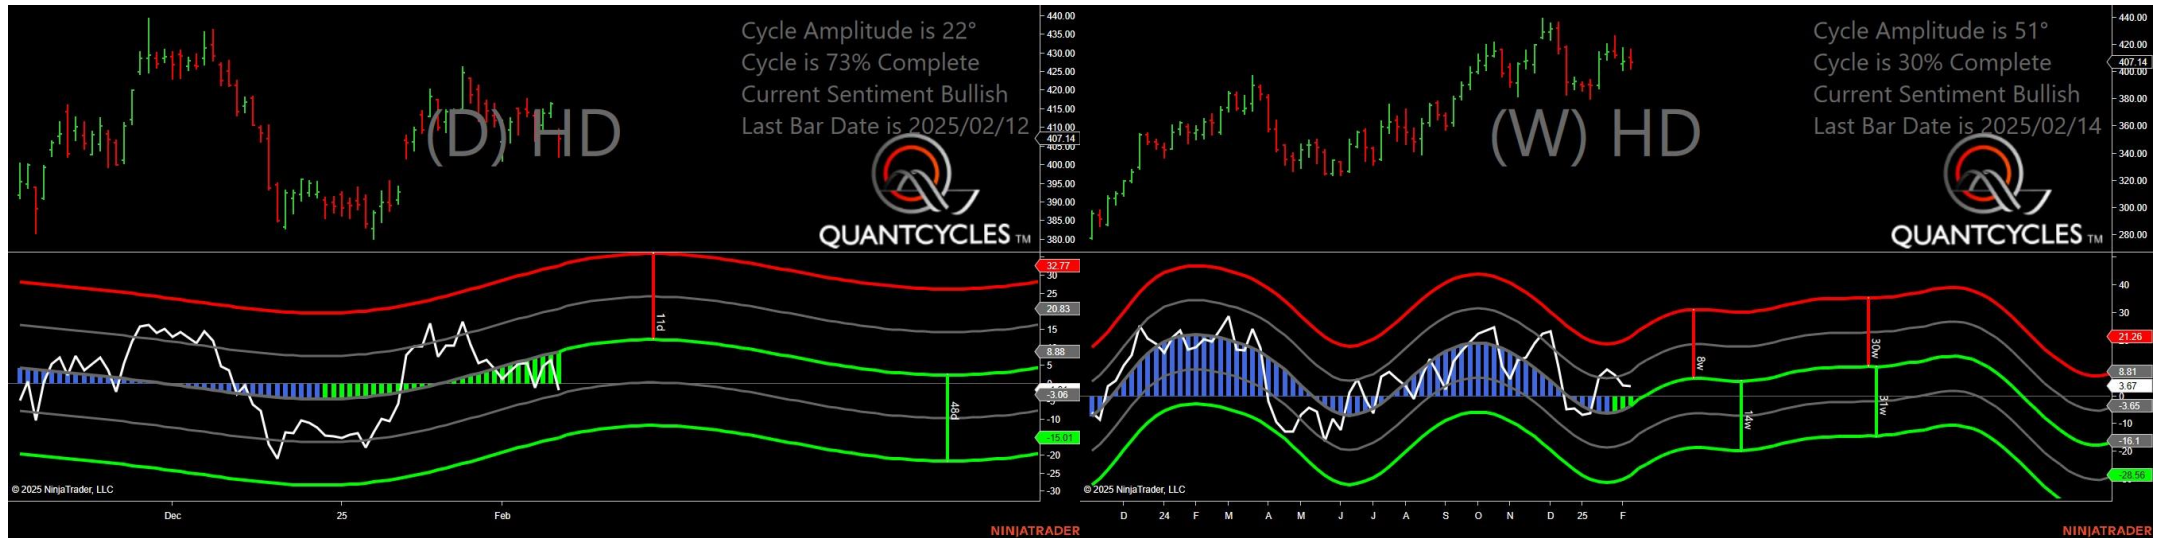 Cycle Amplitude is 22°
Cycle is 73% Complete
Current Sentiment Bullish
Last Bar Date is 2025/02/12
(D) HD
QUANTCYCLES TM
440.00
435.00
430.00
425.00
420.00
415.00
410.00
407.14
405.00
400.00
395.00
390.00
385.00
380.00
32.77
30
25
20.83
15
8.88
5
-3.06
-10
-15.01
-20
-25
-30
11d
48d
© 2025 NinjaTrader, LLC
Dec
25
Feb
NINJATRADER
Cycle Amplitude is 51°
Cycle is 30% Complete
Current Sentiment Bullish
Last Bar Date is 2025/02/14
(W) HD
QUANTCYCLES TM
440.00
420.00
407.14
400.00
380.00
360.00
340.00
320.00
300.00
280.00
40
30
21.26
8.81
3.67
0
-3.65
-10
-16.1
-20
-28.56
8w
14w
30w
31w
© 2025 NinjaTrader, LLC
D 24 F M A M J J A S O N D 25 F
NINJATRADER